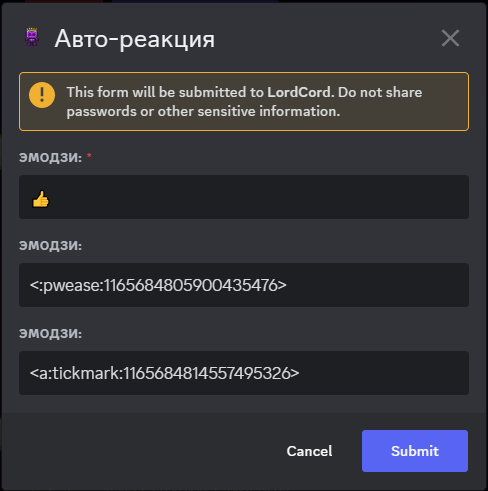 Авто-реакция
This form will be submitted to LordCord. Do not share
passwords or other sensitive information.
ЭМОДЗИ: *
👍
ЭМОДЗИ:
<:pwease:1165684805900435476>
ЭМОДЗИ:
<a:tickmark:1165684814557495326>
Cancel
Submit